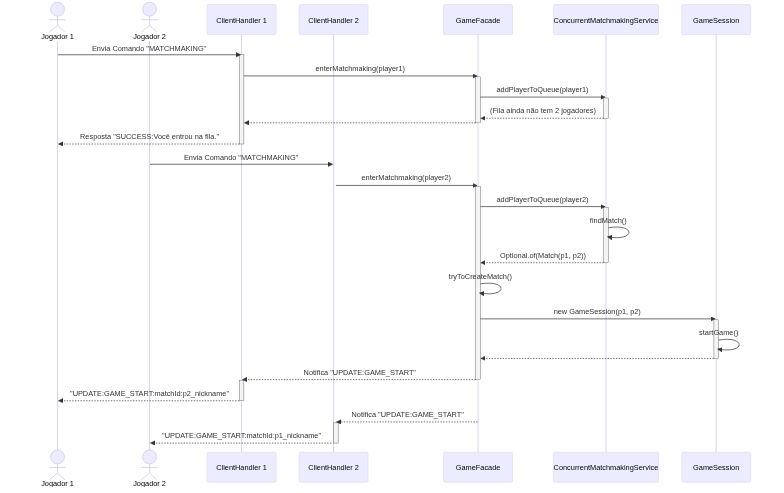 Jogador 1
Jogador 2
ClientHandler 1
ClientHandler 2
GameFacade
ConcurrentMatchmakingService
GameSession
Envia Comando "MATCHMAKING"
enterMatchmaking(player1)
addPlayerToQueue(player1)
(Fila ainda não tem 2 jogadores)
Resposta "SUCCESS:Você entrou na fila."
Envia Comando "MATCHMAKING"
enterMatchmaking(player2)
addPlayerToQueue(player2)
findMatch()
Optional.of(Match(p1, p2))
tryToCreateMatch()
new GameSession(p1, p2)
startGame()
Notifica "UPDATE:GAME_START"
"UPDATE:GAME_START:matchId:p2_nickname"
Notifica "UPDATE:GAME_START"
"UPDATE:GAME_START:matchId:p1_nickname"
Jogador 1
Jogador 2
ClientHandler 1
ClientHandler 2
GameFacade
ConcurrentMatchmakingService
GameSession